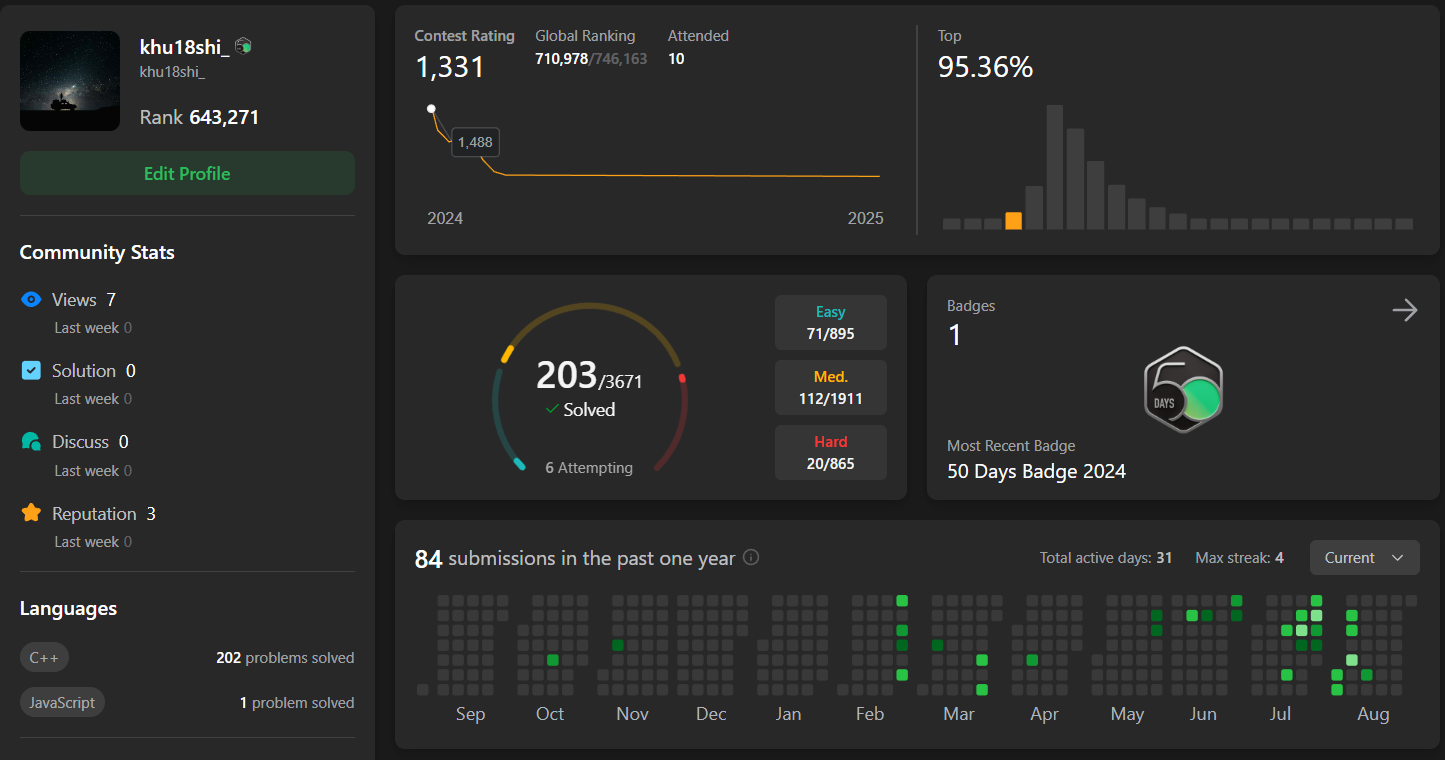 khu18shi_
khu18shi_
Rank 643,271
Edit Profile
Community Stats
Views 7
Last week 0
Solution 0
Last week 0
Discuss 0
Last week 0
Reputation 3
Last week 0
Languages
C++ 202 problems solved
JavaScript 1 problem solved
Contest Rating Global Ranking Attended
1,331 710,978/746,163 10
1,488
2024 2025
Top
95.36%
203/3671
Solved
6 Attempting
Easy
71/895
Med.
112/1911
Hard
20/865
Badges
1
50
DAYS
Most Recent Badge
50 Days Badge 2024
84 submissions in the past one year Total active days: 31 Max streak: 4 Current
Sep Oct Nov Dec Jan Feb Mar Apr May Jun Jul Aug